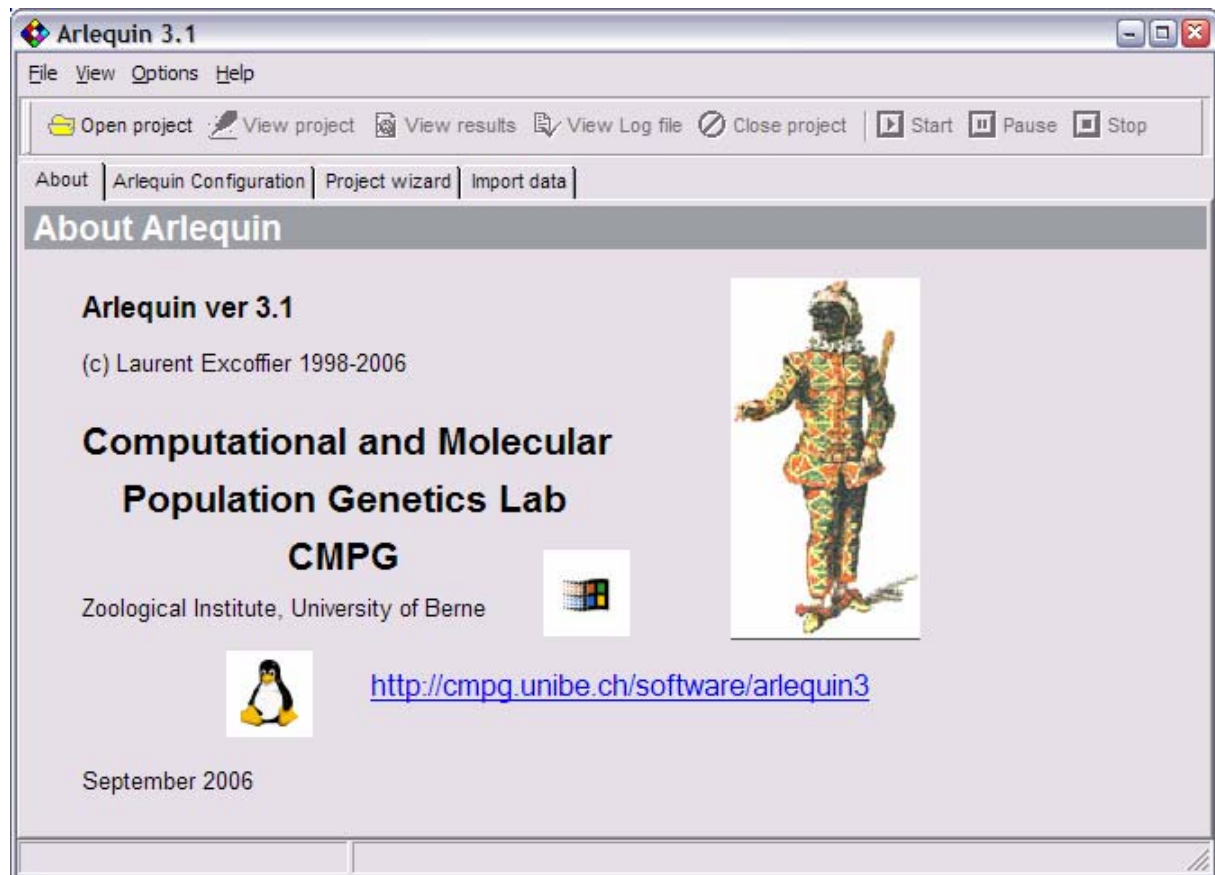 Arlequin 3.1
File View Options Help
Open project View project View results View Log file Close project Start Pause Stop
About Arlequin Configuration Project wizard Import data
About Arlequin
Arlequin ver 3.1
(c) Laurent Excoffier 1998-2006
Computational and Molecular
Population Genetics Lab
CMPG
Zoological Institute, University of Berne
http://cmpg.unibe.ch/software/arlequin3
September 2006